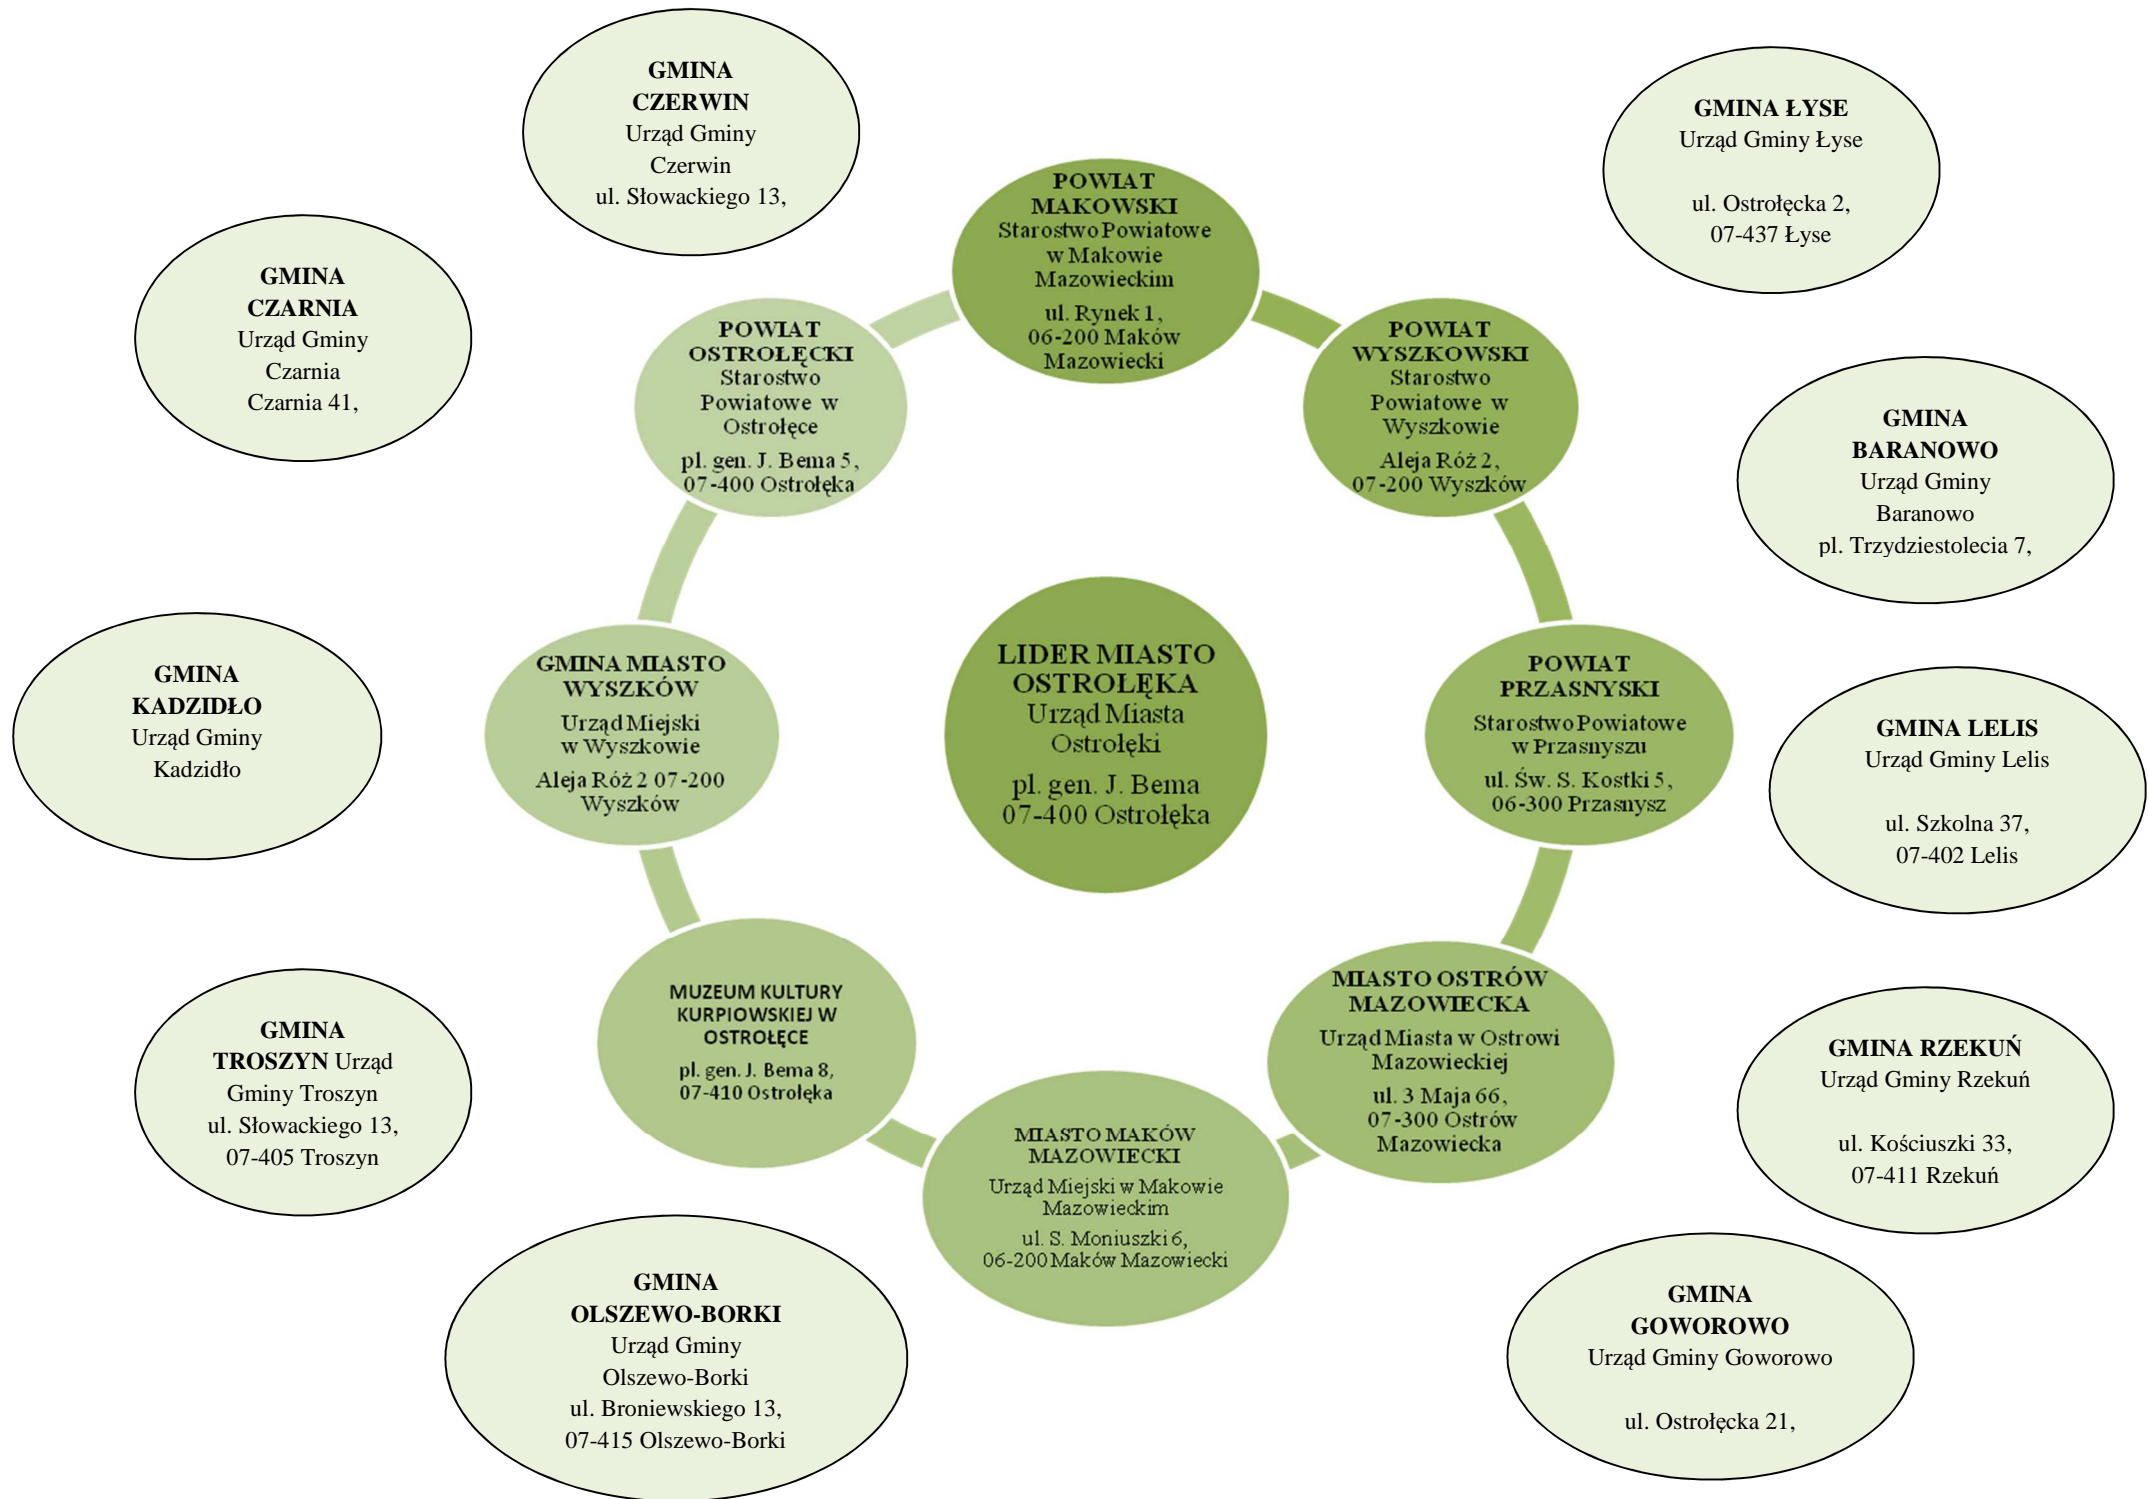 GMINA
CZERWIN
Urząd Gminy
Czerwin
ul. Słowackiego 13,
GMINA ŁYSE
Urząd Gminy Łyse
ul. Ostrołęcka 2,
07-437 Łyse
POWIAT
MAKOWSKI
Starostwo Powiatowe
w Makowie
Mazowieckim
ul. Rynek 1,
06-200 Maków
Mazowiecki
GMINA
CZARNIA
Urząd Gminy
Czarnia
Czarnia 41,
POWIAT
OSTROŁĘCKI
Starostwo
Powiatowe w
Ostrołęce
pl. gen. J. Bema 5,
07-400 Ostrołęka
POWIAT
WYSZKOWSKI
Starostwo
Powiatowe w
Wyszkowie
Aleja Róż 2,
07-200 Wyszków
GMINA
BARANOWO
Urząd Gminy
Baranowo
pl. Trzydziestolecia 7,
GMINA
KADZIDŁO
Urząd Gminy
Kadzidło
GMINA MIASTO
WYSZKÓW
Urząd Miejski
w Wyszkowie
Aleja Róż 2 07-200
Wyszków
LIDER MIASTO
OSTROŁĘKA
Urząd Miasta
Ostrołęki
pl. gen. J. Bema
07-400 Ostrołęka
POWIAT
PRZASNYSKI
Starostwo Powiatowe
w Przasnyszu
ul. Św. S. Kostki 5,
06-300 Przasnysz
GMINA LELIS
Urząd Gminy Lelis
ul. Szkolna 37,
07-402 Lelis
GMINA
TROSZYN Urząd
Gminy Troszyn
ul. Słowackiego 13,
07-405 Troszyn
MUZEUM KULTURY
KURPIOWSKIEJ W
OSTROŁĘCE
pl. gen. J. Bema 8,
07-410 Ostrołęka
MIASTO OSTRÓW
MAZOWIECKA
Urząd Miasta w Ostrowi
Mazowieckiej
ul. 3 Maja 66,
07-300 Ostrów
Mazowiecka
GMINA RZEKUŃ
Urząd Gminy Rzekuń
ul. Kościuszki 33,
07-411 Rzekuń
MIASTO MAKÓW
MAZOWIECKI
Urząd Miejski w Makowie
Mazowieckim
ul. S. Moniuszki 6,
06-200 Maków Mazowiecki
GMINA
OLSZEWO-BORKI
Urząd Gminy
Olszewo-Borki
ul. Broniewskiego 13,
07-415 Olszewo-Borki
GMINA
GOWOROWO
Urząd Gminy Goworowo
ul. Ostrołęcka 21,